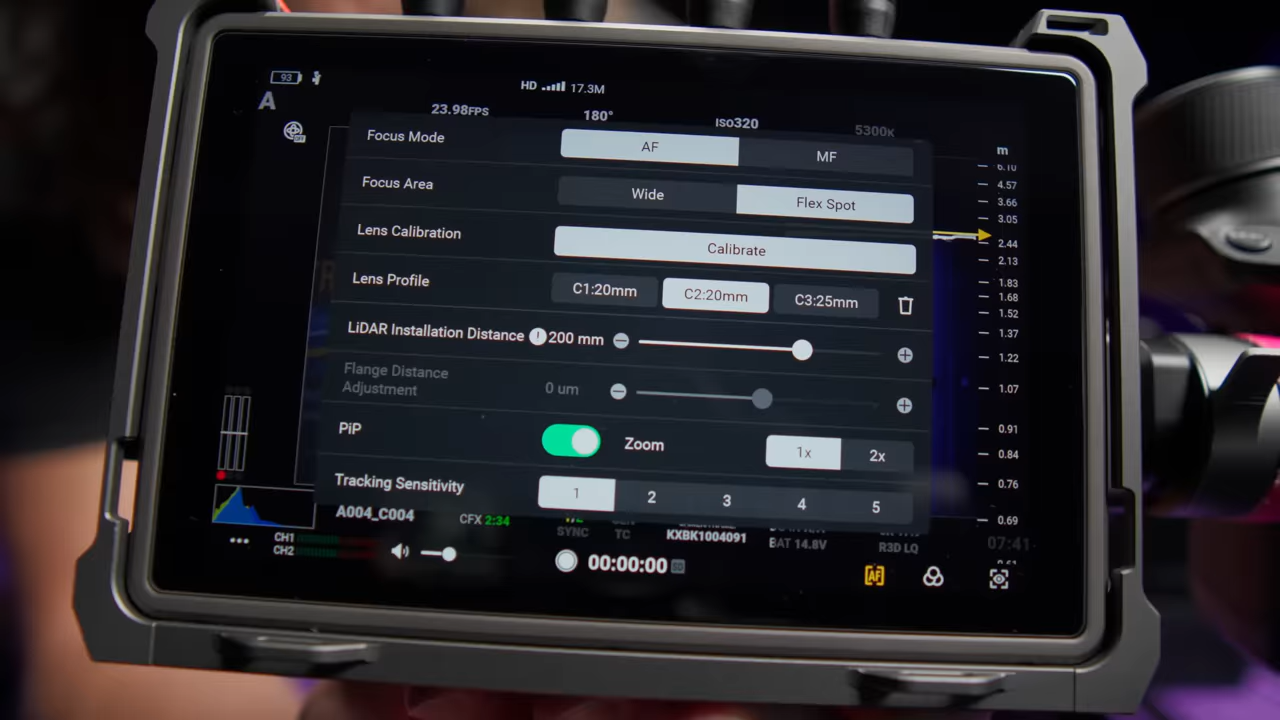 93
HD 17.3M
A
23.98FPS 180° ISO320 5300K
OFF
m
Focus Mode AF MF
6.10
4.57
Focus Area Wide Flex Spot
3.66
3.05
Lens Calibration Calibrate
2.44
2.13
Lens Profile C1:20mm C2:20mm C3:25mm
1.83
1.68
1.52
LiDAR Installation Distance 200 mm
1.37
1.22
Flange Distance
Adjustment 0 um
1.07
0.91
PiP Zoom 1x 2x
0.84
0.76
Tracking Sensitivity 1 2 3 4 5
0.69
A004_C004 CFX 2:34
SYNC TC KXBK1004091 BAT 14.8V R3D LQ 07:41
CH1
CH2
00:00:00
AF
0.61